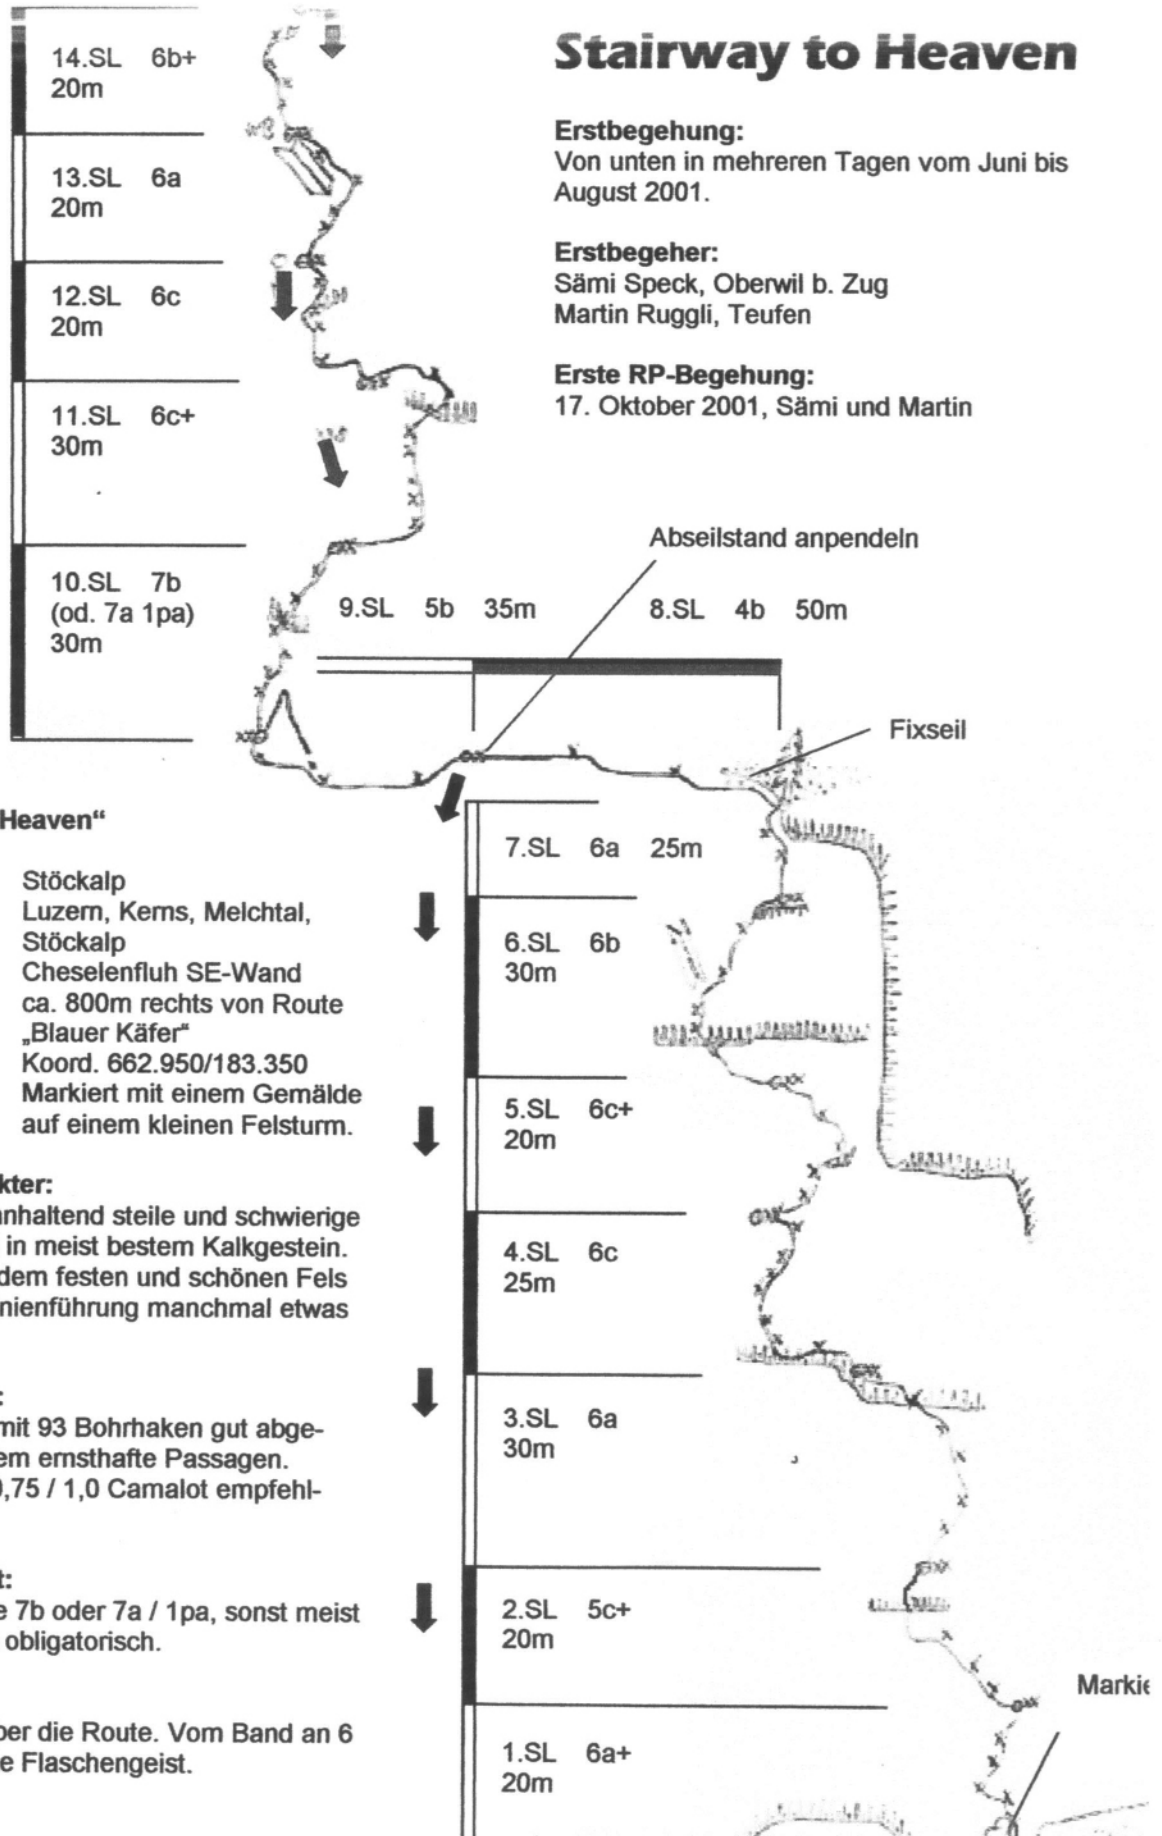 Stairway to Heaven
Erstbegehung:
Von unten in mehreren Tagen vom Juni bis
August 2001.
Erstbegeher:
Sämi Speck, Oberwil b. Zug
Martin Ruggli, Teufen
Erste RP-Begehung:
17. Oktober 2001, Sämi und Martin
14.SL 6b+
20m
13.SL 6a
20m
12.SL 6c
20m
11.SL 6c+
30m
10.SL 7b
(od. 7a 1pa)
30m
Abseilstand anpendeln
9.SL 5b 35m
8.SL 4b 50m
Fixseil
7.SL 6a 25m
6.SL 6b
30m
5.SL 6c+
20m
4.SL 6c
25m
3.SL 6a
30m
2.SL 5c+
20m
1.SL 6a+
20m
Heaven“
Stöckalp
Luzern, Kerns, Melchtal,
Stöckalp
Cheselenfluh SE-Wand
ca. 800m rechts von Route
„Blauer Käfer“
Koord. 662.950/183.350
Markiert mit einem Gemälde
auf einem kleinen Felsturm.
kter:
nhaltend steile und schwierige
in meist bestem Kalkgestein.
dem festen und schönen Fels
nienführung manchmal etwas
:
mit 93 Bohrhaken gut abge-
em ernsthafte Passagen.
0,75 / 1,0 Camalot empfehl-
t:
e 7b oder 7a / 1pa, sonst meist
obligatorisch.
ber die Route. Vom Band an 6
e Flaschengeist.
Markie